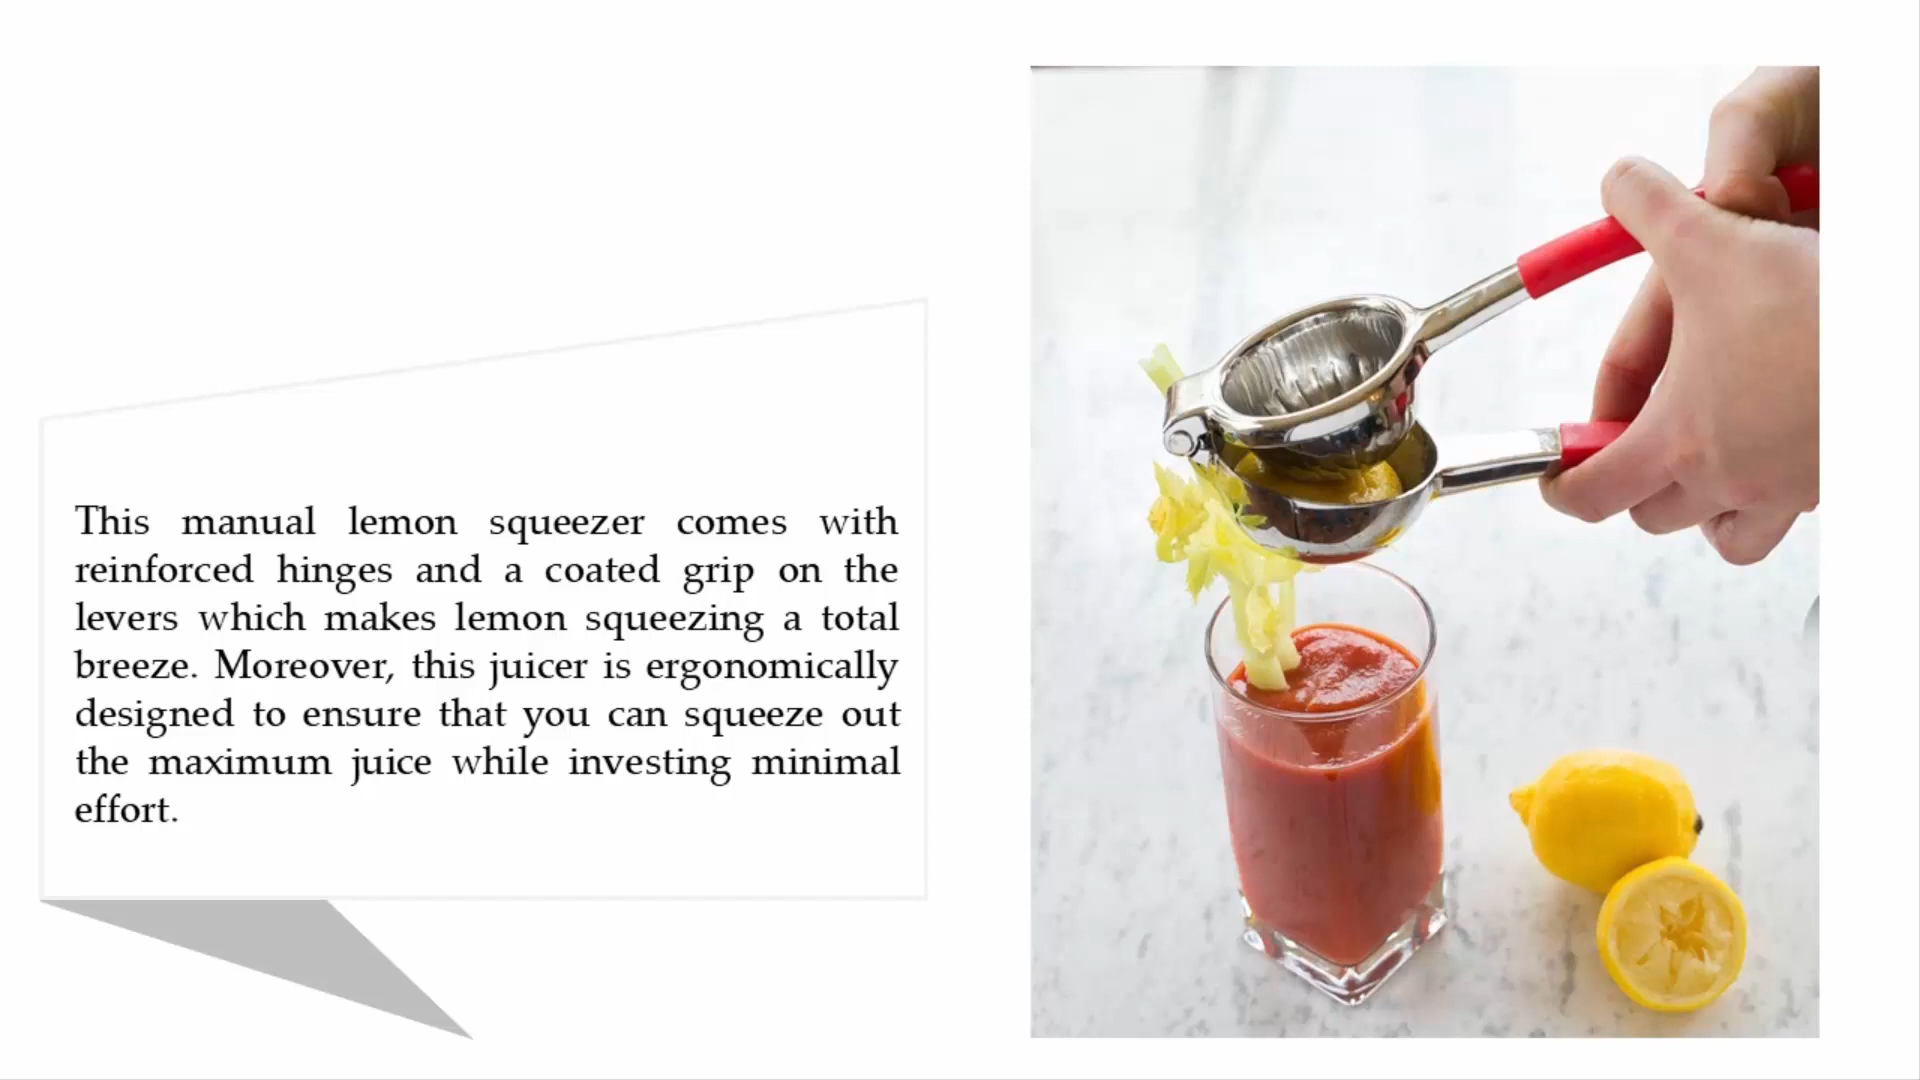 This manual lemon squeezer comes with
reinforced hinges and a coated grip on the
levers which makes lemon squeezing a total
breeze. Moreover, this juicer is ergonomically
designed to ensure that you can squeeze out
the maximum juice while investing minimal
effort.